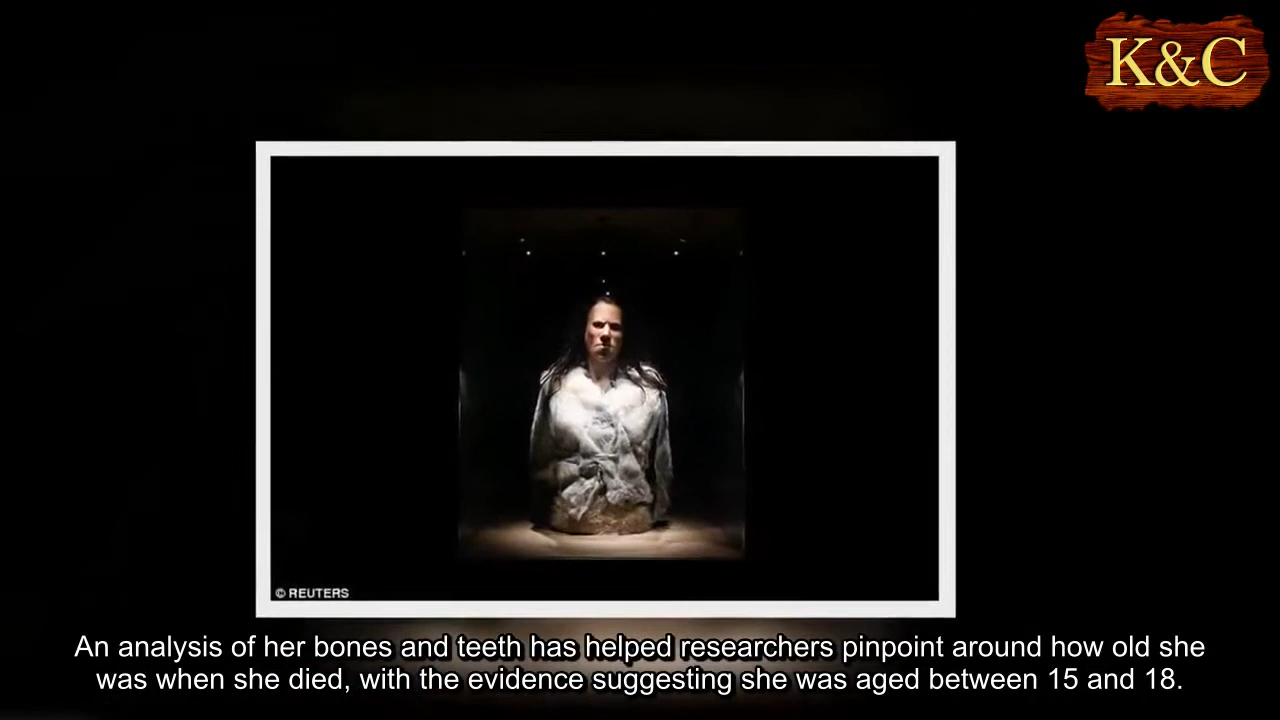 K&C
© REUTERS
An analysis of her bones and teeth has helped researchers pinpoint around how old she
was when she died, with the evidence suggesting she was aged between 15 and 18.